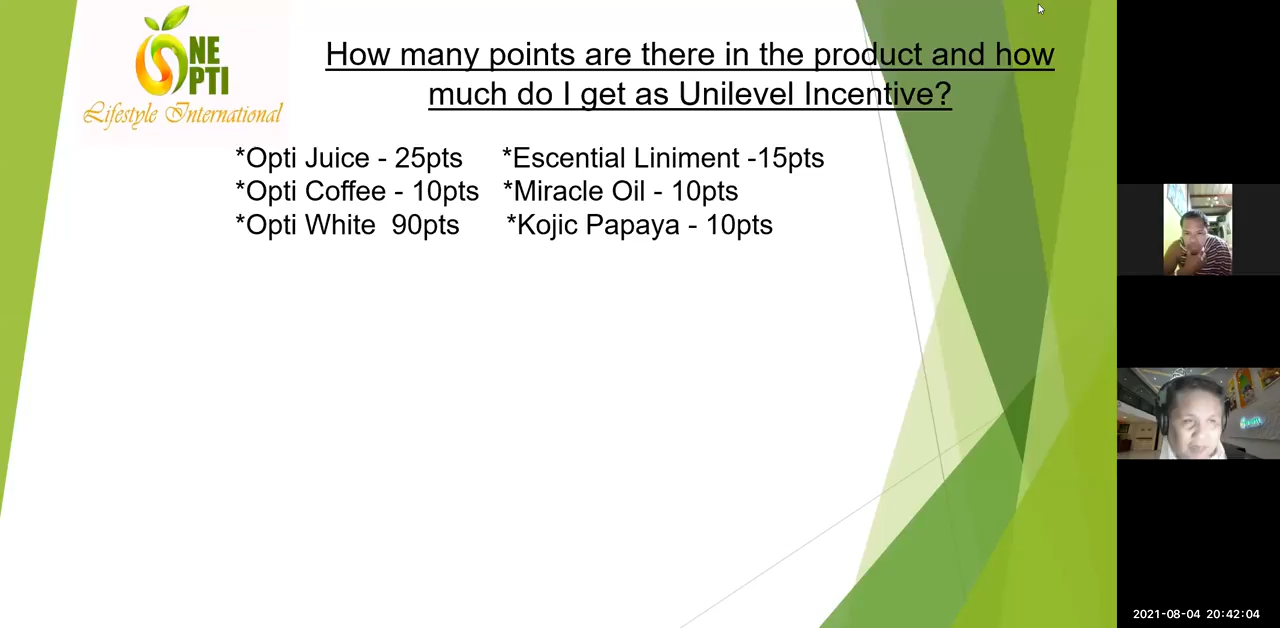 NE
PTI
Lifestyle International
How many points are there in the product and how
much do I get as Unilevel Incentive?
*Opti Juice - 25pts *Escential Liniment -15pts
*Opti Coffee - 10pts *Miracle Oil - 10pts
*Opti White 90pts *Kojic Papaya - 10pts
2021-08-04 20:42:04